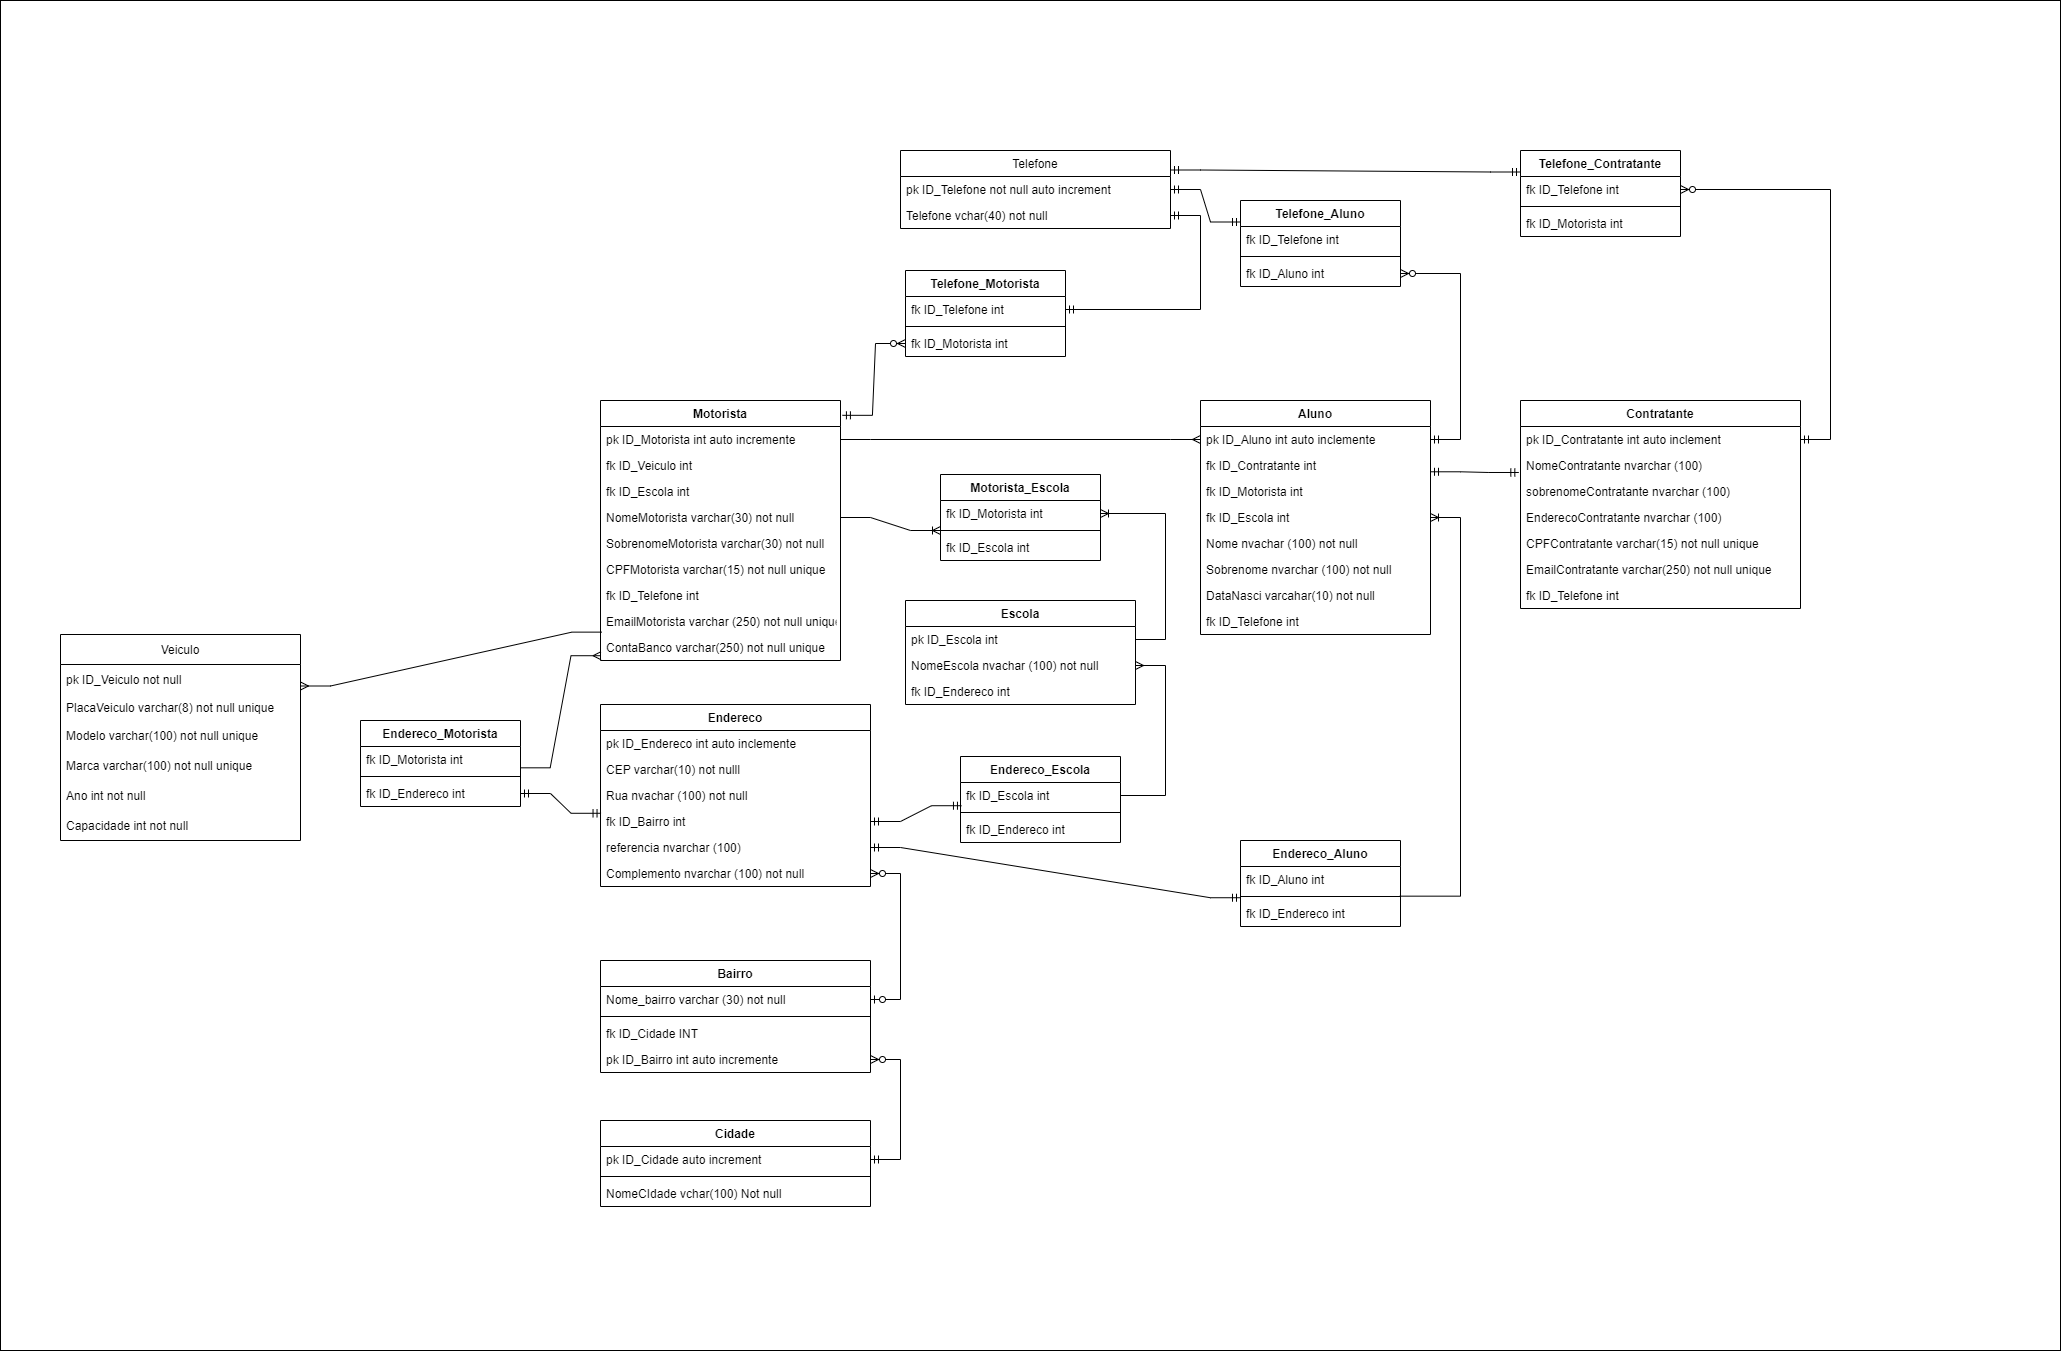 Telefone
pk ID_Telefone not null auto increment
Telefone vchar(40) not null
Telefone_Contratante
fk ID_Telefone int
fk ID_Motorista int
Telefone_Aluno
fk ID_Telefone int
fk ID_Aluno int
Telefone_Motorista
fk ID_Telefone int
fk ID_Motorista int
Motorista
pk ID_Motorista int auto incremente
fk ID_Veiculo int
fk ID_Escola int
NomeMotorista varchar(30) not null
SobrenomeMotorista varchar(30) not null
CPFMotorista varchar(15) not null unique
fk ID_Telefone int
EmailMotorista varchar (250) not null uniqu
ContaBanco varchar(250) not null unique
Aluno
pk ID_Aluno int auto inclemente
fk ID_Contratante int
fk ID_Motorista int
fk ID_Escola int
Nome nvachar (100) not null
Sobrenome nvarchar (100) not null
DataNasci varcahar(10) not null
fk ID_Telefone int
Contratante
pk ID_Contratante int auto inclement
NomeContratante nvarchar (100)
sobrenomeContratante nvarchar (100)
EnderecoContratante nvarchar (100)
CPFContratante varchar(15) not null unique
EmailContratante varchar(250) not null unique
fk ID_Telefone int
Motorista_Escola
fk ID_Motorista int
fk ID_Escola int
Escola
pk ID_Escola int
NomeEscola nvachar (100) not null
fk ID_Endereco int
Veiculo
pk ID_Veiculo not null
PlacaVeiculo varchar(8) not null unique
Modelo varchar(100) not null unique
Marca varchar(100) not null unique
Ano int not null
Capacidade int not null
Endereco_Motorista
fk ID_Motorista int
fk ID_Endereco int
Endereco
pk ID_Endereco int auto inclemente
CEP varchar(10) not nulll
Rua nvachar (100) not null
fk ID_Bairro int
referencia nvarchar (100)
Complemento nvarchar (100) not null
Endereco_Escola
fk ID_Escola int
fk ID_Endereco int
Endereco_Aluno
fk ID_Aluno int
fk ID_Endereco int
Bairro
Nome_bairro varchar (30) not null
fk ID_Cidade INT
pk ID_Bairro int auto incremente
Cidade
pk ID_Cidade auto increment
NomeCIdade vchar(100) Not null